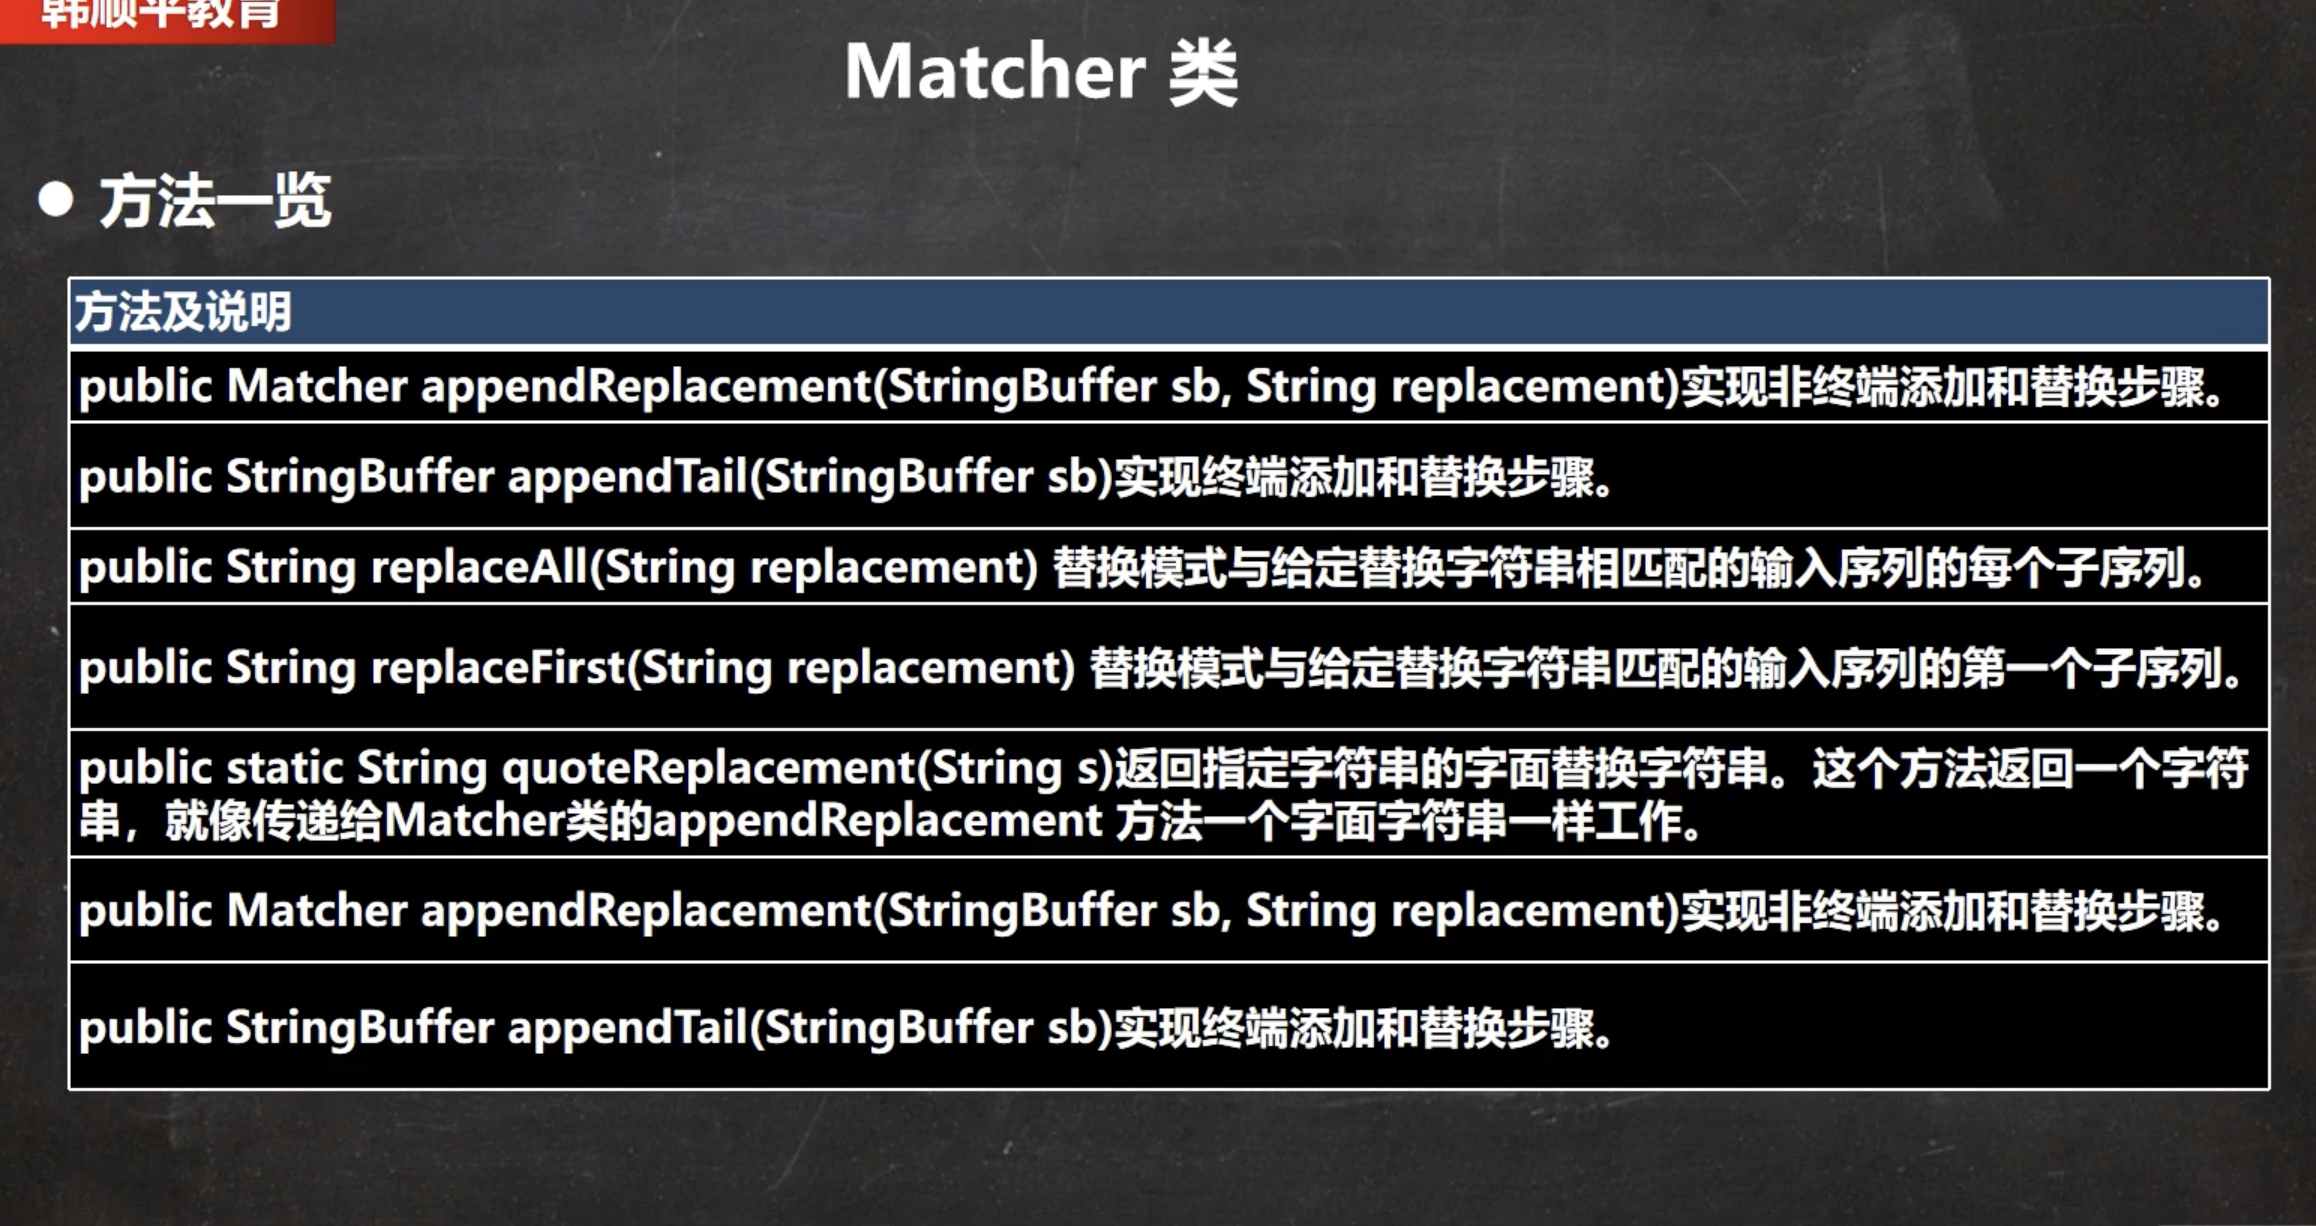 韩顺平教育
Matcher 类
● 方法一览
方法及说明
public Matcher appendReplacement(StringBuffer sb, String replacement)实现非终端添加和替换步骤。
public StringBuffer appendTail(StringBuffer sb)实现终端添加和替换步骤。
public String replaceAll(String replacement) 替换模式与给定替换字符串相匹配的输入序列的每个子序列。
public String replaceFirst(String replacement) 替换模式与给定替换字符串匹配的输入序列的第一个子序列。
public static String quoteReplacement(String s)返回指定字符串的字面替换字符串。这个方法返回一个字符
串，就像传递给Matcher类的appendReplacement 方法一个字面字符串一样工作。
public Matcher appendReplacement(StringBuffer sb, String replacement)实现非终端添加和替换步骤。
public StringBuffer appendTail(StringBuffer sb)实现终端添加和替换步骤。